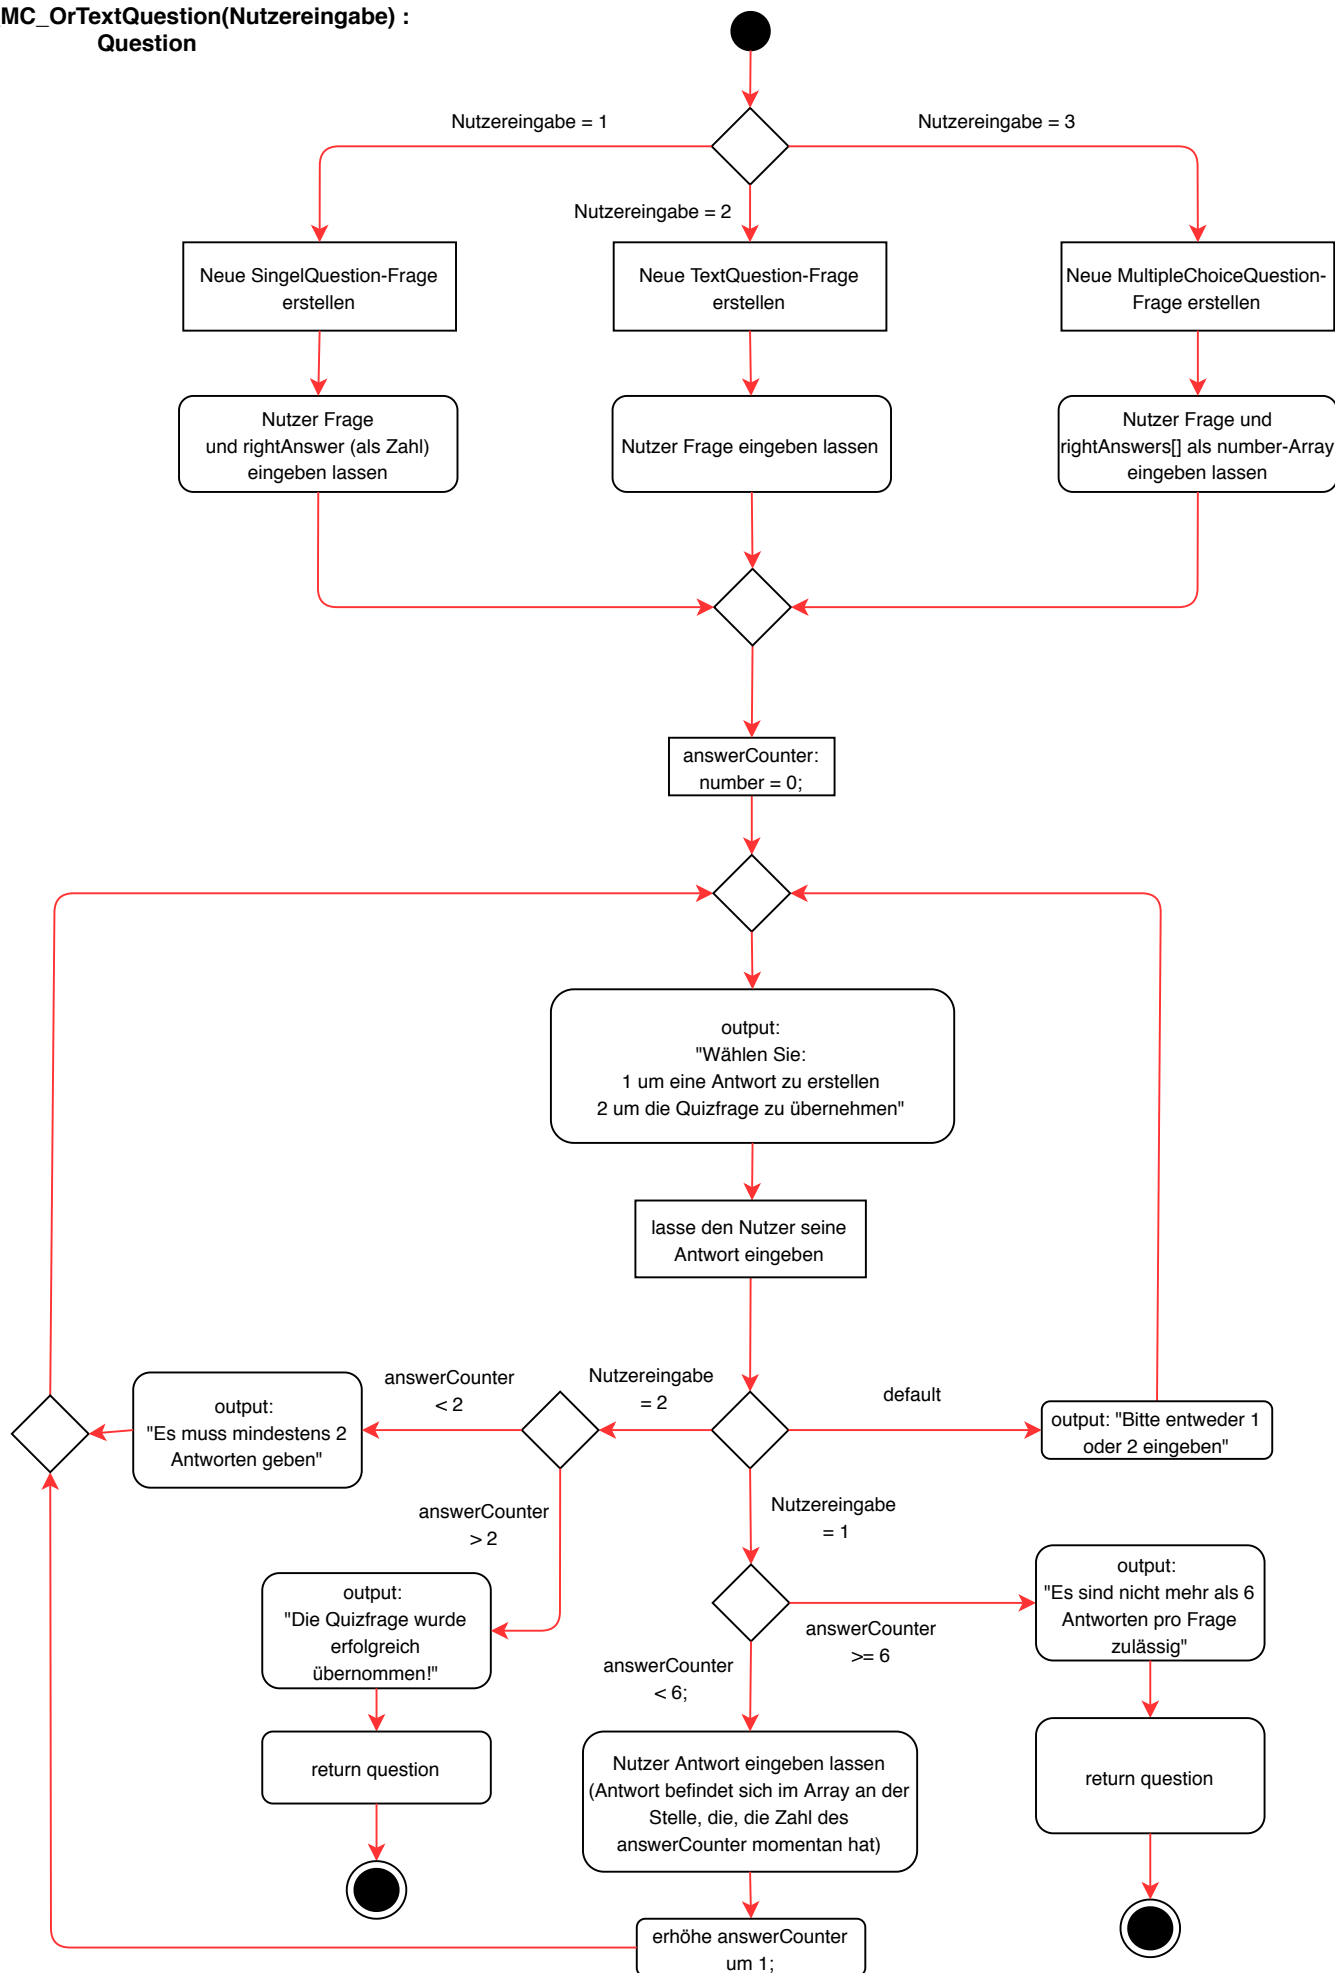 MC_OrTextQuestion(Nutzereingabe) :
Question
Nutzereingabe = 1
Nutzereingabe = 3
Nutzereingabe = 2
Neue SingelQuestion-Frage
erstellen
Neue TextQuestion-Frage
erstellen
Neue MultipleChoiceQuestion-
Frage erstellen
Nutzer Frage
und rightAnswer (als Zahl)
eingeben lassen
Nutzer Frage eingeben lassen
Nutzer Frage und
rightAnswers[] als number-Array
eingeben lassen
answerCounter:
number = 0;
output:
"Wählen Sie:
1 um eine Antwort zu erstellen
2 um die Quizfrage zu übernehmen"
lasse den Nutzer seine
Antwort eingeben
answerCounter
< 2
Nutzereingabe
= 2
default
output:
"Es muss mindestens 2
Antworten geben"
output: "Bitte entweder 1
oder 2 eingeben"
answerCounter
> 2
Nutzereingabe
= 1
output:
"Die Quizfrage wurde
erfolgreich
übernommen!"
output:
"Es sind nicht mehr als 6
Antworten pro Frage
zulässig"
answerCounter
>= 6
answerCounter
< 6;
return question
Nutzer Antwort eingeben lassen
(Antwort befindet sich im Array an der
Stelle, die, die Zahl des
answerCounter momentan hat)
return question
erhöhe answerCounter
um 1;